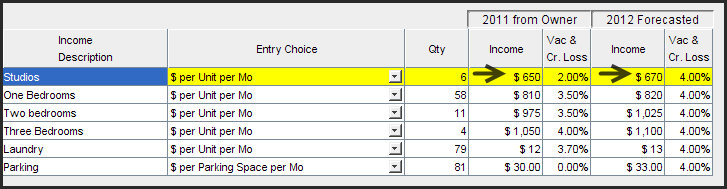 2011 from Owner 2012 Forecasted
Income Description Entry Choice Qty Income Vac & Cr. Loss Income Vac & Cr. Loss
Studios $ per Unit per Mo 6 $ 650 2.00% $ 670 4.00%
One Bedrooms $ per Unit per Mo 58 $ 810 3.50% $ 820 4.00%
Two bedrooms $ per Unit per Mo 11 $ 975 3.50% $ 1,025 4.00%
Three Bedrooms $ per Unit per Mo 4 $ 1,050 4.00% $ 1,100 4.00%
Laundry $ per Unit per Mo 79 $ 12 3.70% $ 13 4.00%
Parking $ per Parking Space per Mo 81 $ 30.00 0.00% $ 33.00 4.00%